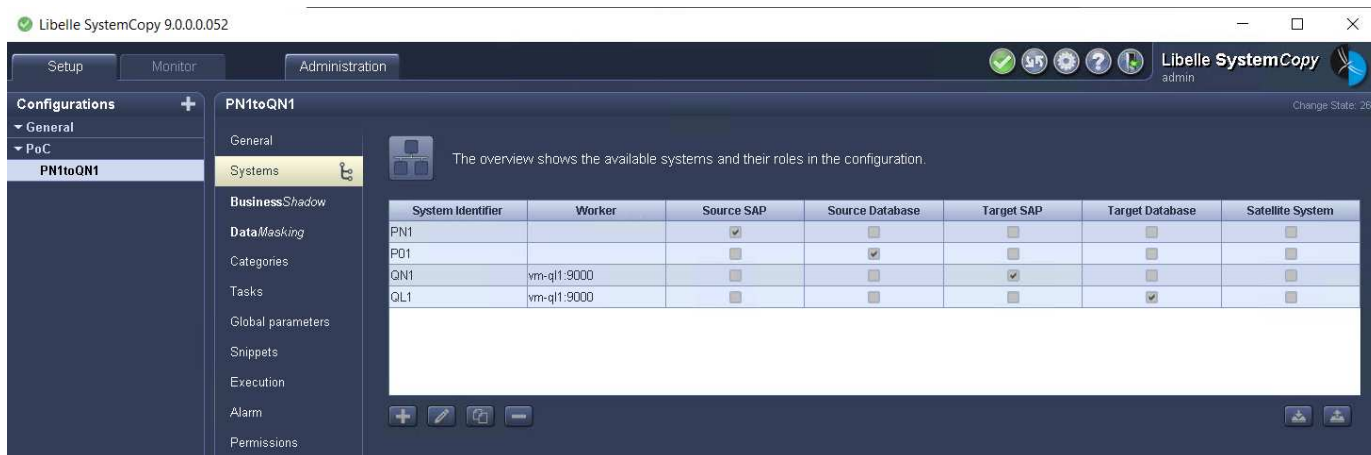 Libelle SystemCopy 9.0.0.0.052
Setup Monitor Administration
Libelle SystemCopy
admin
Configurations
General
PoC
PN1toQN1
PN1toQN1 Change State: 26
General
Systems
BusinessShadow
DataMasking
Categories
Tasks
Global parameters
Snippets
Execution
Alarm
Permissions
The overview shows the available systems and their roles in the configuration.
System Identifier Worker Source SAP Source Database Target SAP Target Database Satellite System
PN1
P01
QN1 vm-ql1:9000
QL1 vm-ql1:9000